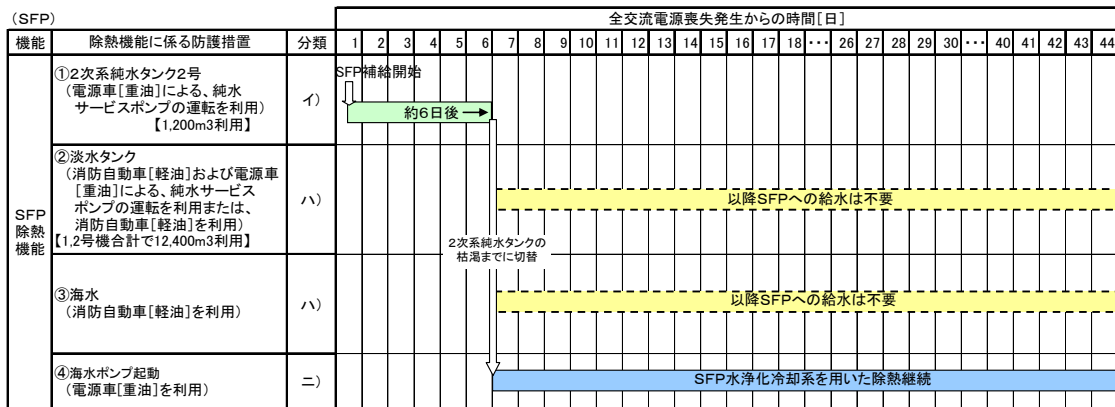 (SFP)
全交流電源喪失発生からの時間[日]
機能 除熱機能に係る防護措置 分類 1 2 3 4 5 6 7 8 9 10 11 12 13 14 15 16 17 18 ・・・ 26 27 28 29 30 ・・・ 40 41 42 43 44
SFP
除熱
機能
①2次系純水タンク2号
(電源車[重油]による、純水
サービスポンプの運転を利用)
【1,200m3利用】
イ)
SFP補給開始
約6日後→
②淡水タンク
(消防自動車[軽油]および電源車
[重油]による、純水サービス
ポンプの運転を利用または、
消防自動車[軽油]を利用)
【1,2号機合計で12,400m3利用】
ハ)
以降SFPへの給水は不要
2次系純水タンクの
枯渇までに切替
③海水
(消防自動車[軽油]を利用)
ハ)
以降SFPへの給水は不要
④海水ポンプ起動
(電源車[重油]を利用)
ニ)
SFP水浄化冷却系を用いた除熱継続